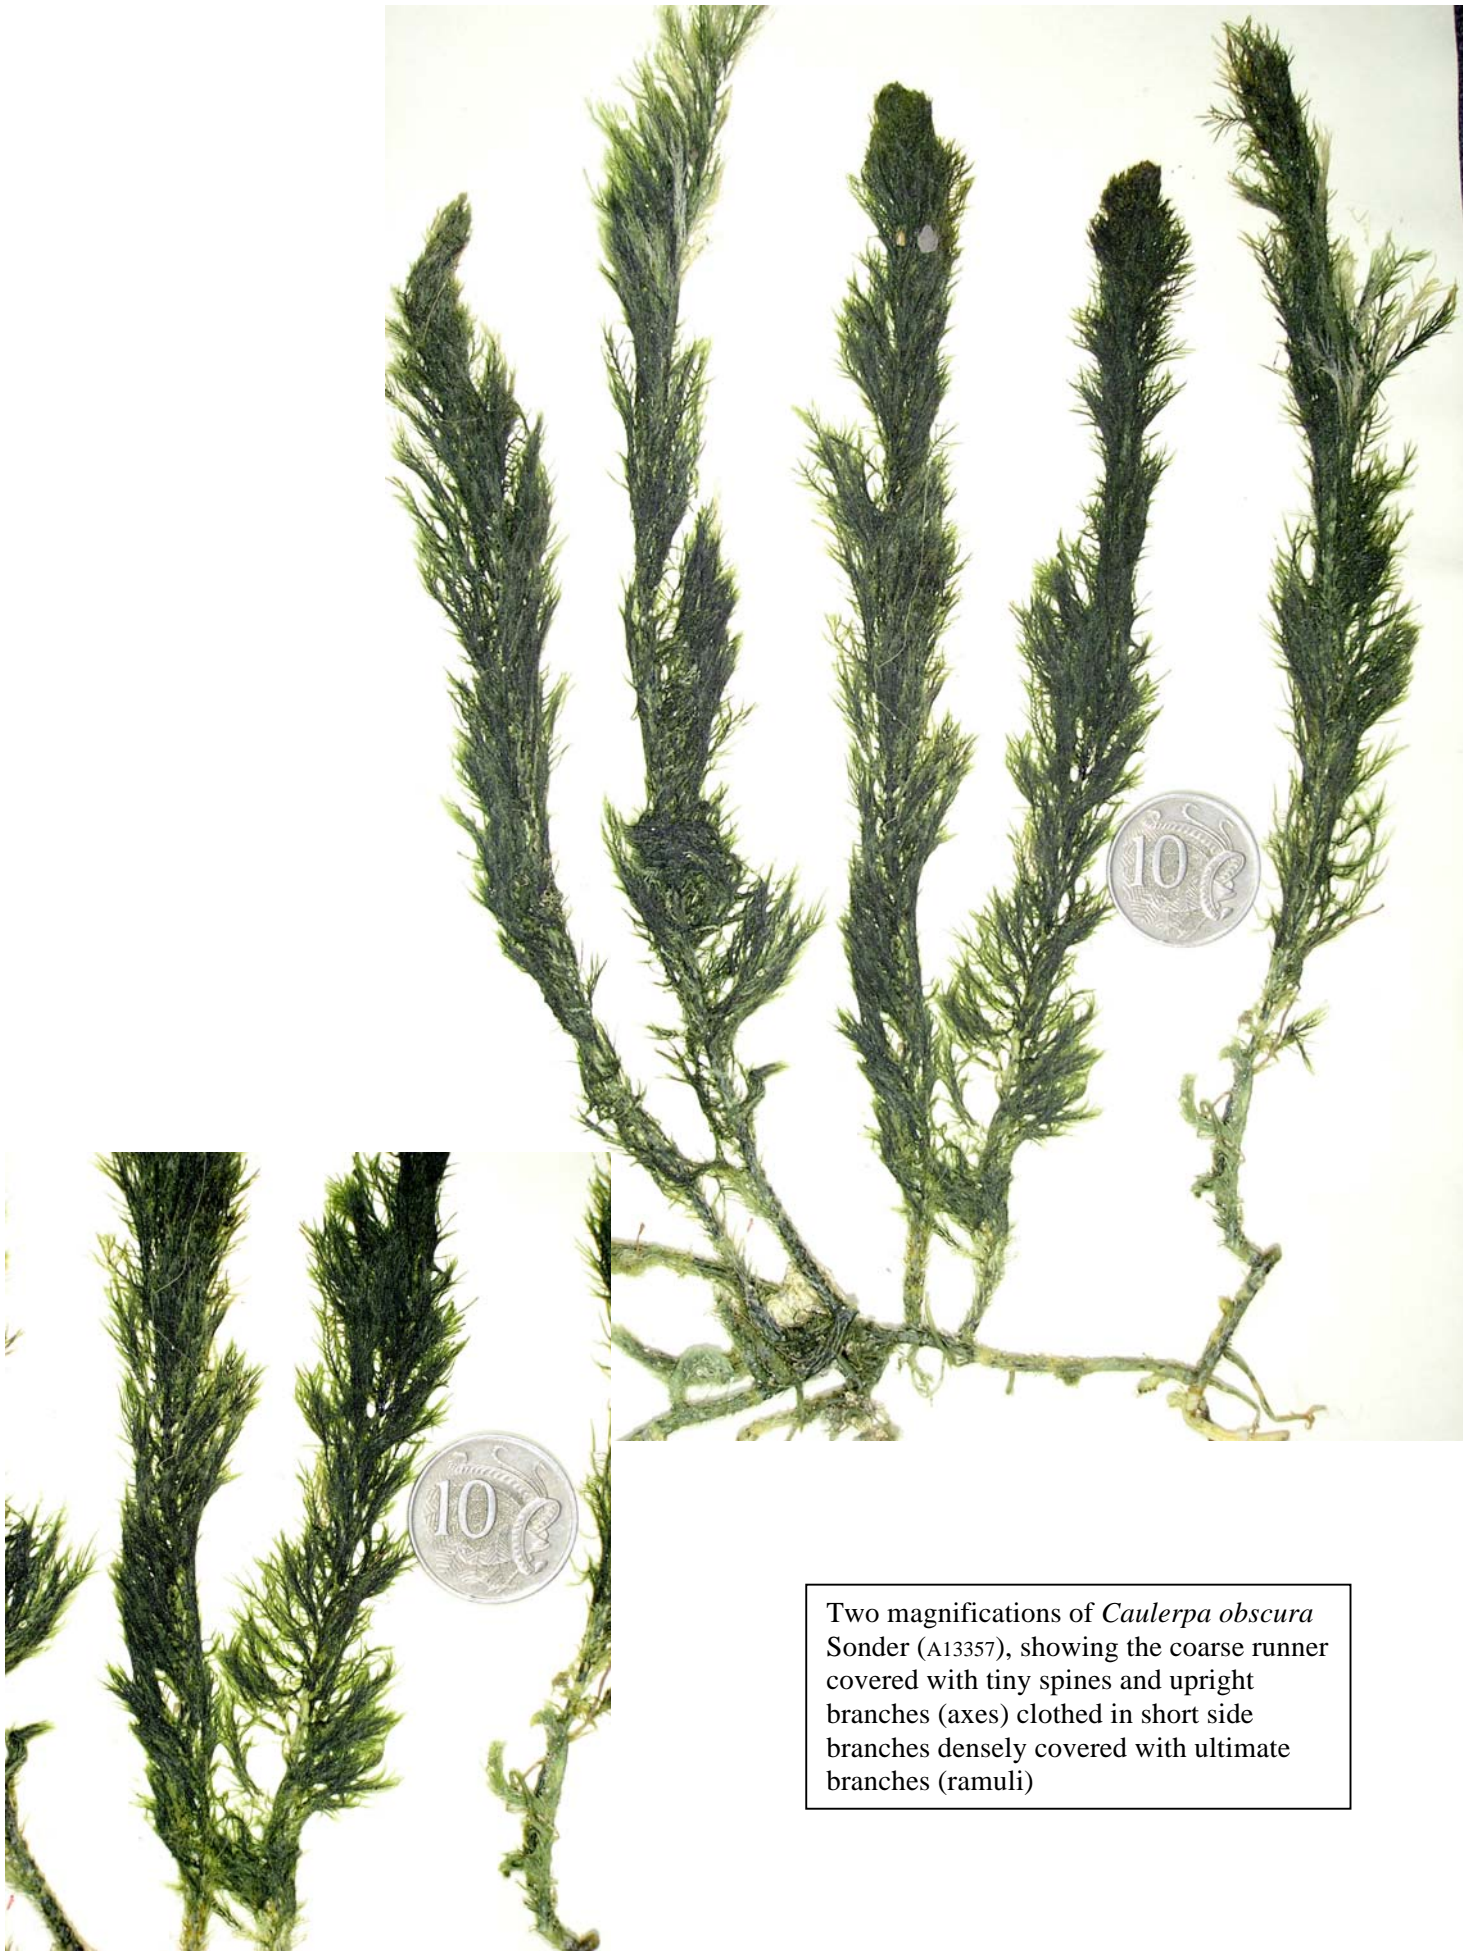 10
10
Two magnifications of Caulerpa obscura
Sonder (A13357), showing the coarse runner
covered with tiny spines and upright
branches (axes) clothed in short side
branches densely covered with ultimate
branches (ramuli)